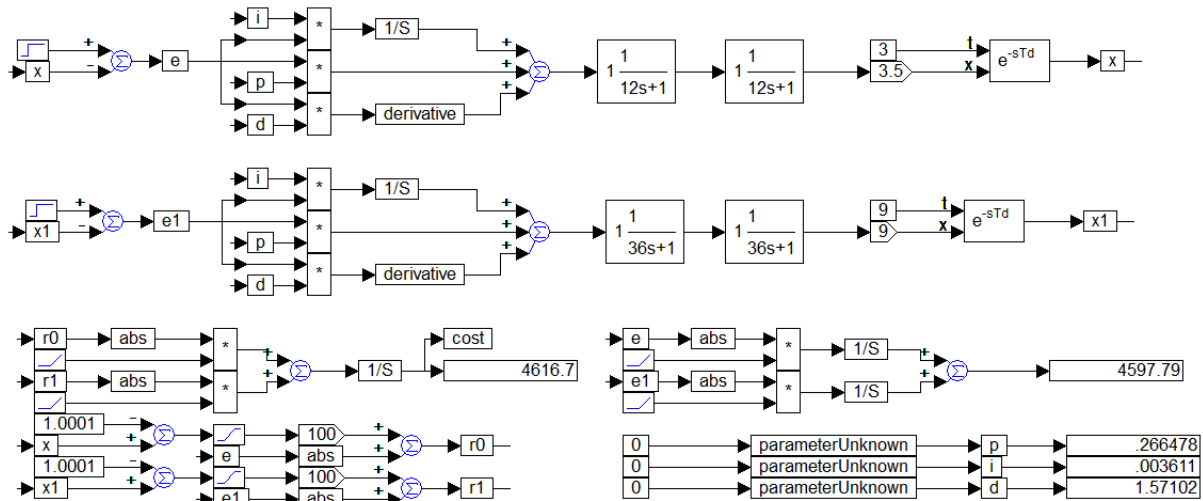 i * 1/S
+ + 1 1 3 t
x - Σ e * + Σ 1 12s+1 1 12s+1 3.5 x e-sTd x
p +
* derivative
d
i * 1/S
+ + 1 1 9 t
x1 - Σ e1 * + Σ 1 36s+1 1 36s+1 9 x e-sTd x1
p +
* derivative
d
r0 abs * cost e abs * 1/S
+ Σ 1/S 4616.7 + Σ 4597.79
r1 abs * + e1 abs * 1/S +
1.0001 - 100 +
x + Σ e abs + Σ r0 0 parameterUnknown p .266478
1.0001 - 100 + 0 parameterUnknown i .003611
x1 + Σ e1 abs + Σ r1 0 parameterUnknown d 1.57102